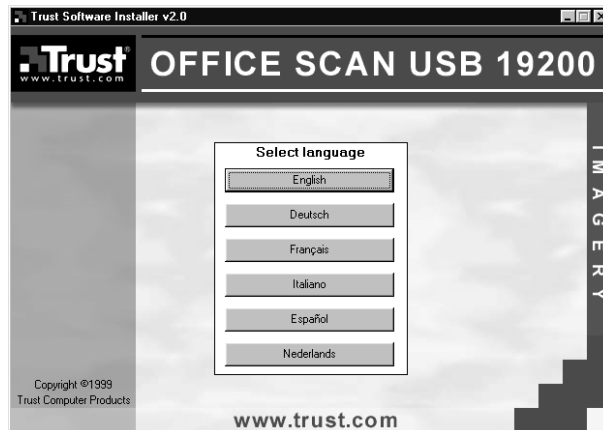 Trust Software Installer v2.0
Trust
www.trust.com
OFFICE SCAN USB 19200
IMAGERY
Select language
English
Deutsch
Français
Italiano
Español
Nederlands
Copyright ©1999
Trust Computer Products
www.trust.com